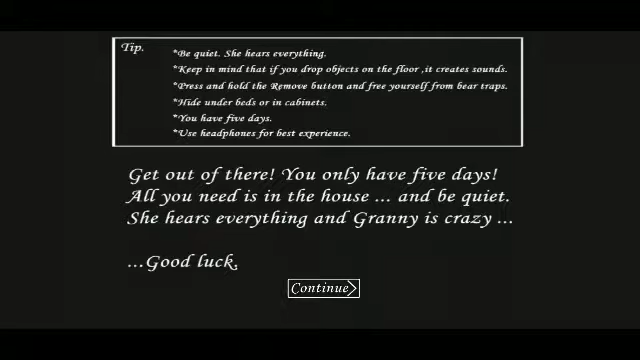 Tip.
*Be quiet. She hears everything.
*Keep in mind that if you drop objects on the floor ,it creates sounds.
*Press and hold the Remove button and free yourself from bear traps.
*Hide under beds or in cabinets.
*You have five days.
*Use headphones for best experience.
Get out of there! You only have five days!
All you need is in the house ... and be quiet.
She hears everything and Granny is crazy ...
...Good luck.
Continue